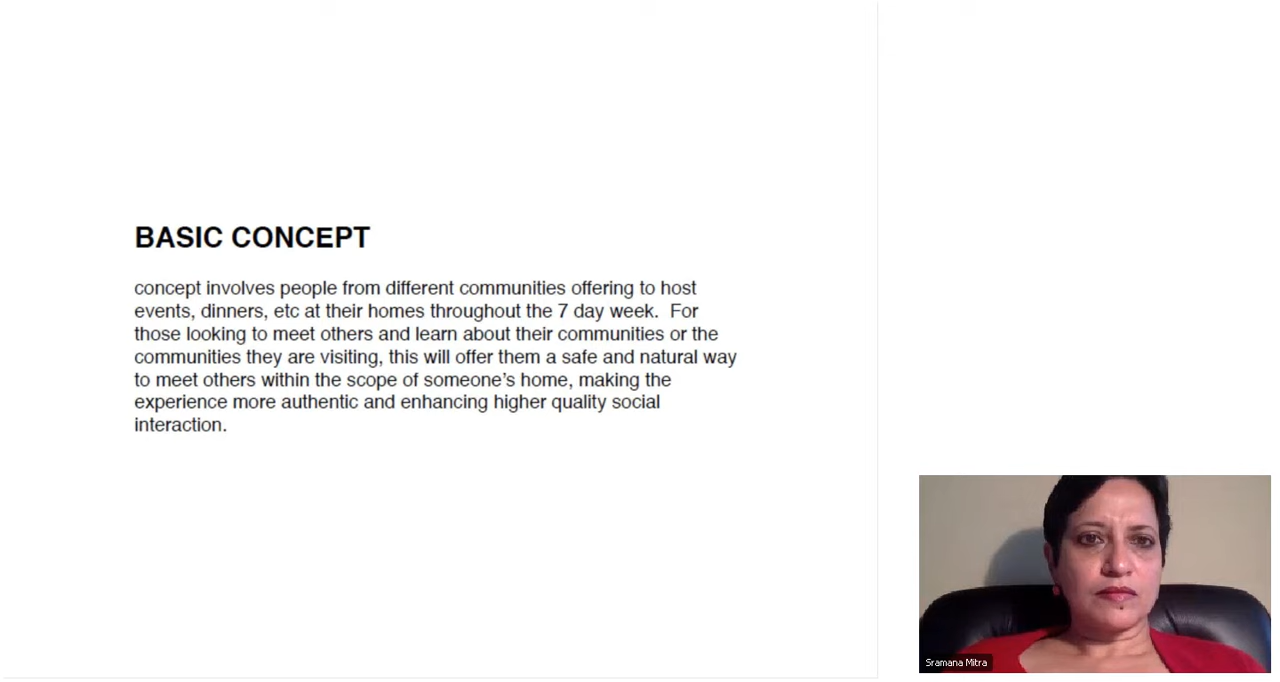 BASIC CONCEPT
concept involves people from different communities offering to host
events, dinners, etc at their homes throughout the 7 day week.  For
those looking to meet others and learn about their communities or the
communities they are visiting, this will offer them a safe and natural way
to meet others within the scope of someone's home, making the
experience more authentic and enhancing higher quality social
interaction.
Sramana Mitra